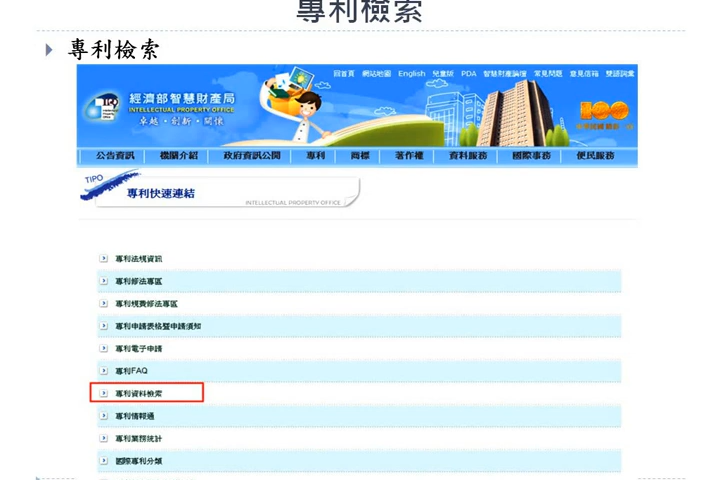 專利檢索
專利檢索
回首頁 網站地圖 English 兒童版 PDA 智慧財產論壇 常見問題 意見信箱 雙語詞彙
經濟部智慧財產局
INTELLECTUAL PROPERTY OFFICE
卓越·創新·關懷
公告資訊 機關介紹 政府資訊公開 專利 商標 著作權 資料服務 國際事務 便民服務
TIPO
專利快速連結
INTELLECTUAL PROPERTY OFFICE
專利法規資訊
專利修法專區
專利規費修法專區
專利申請表格暨申請須知
專利電子申請
專利FAQ
專利資料檢索
專利情報通
專利業務統計
國際專利分類